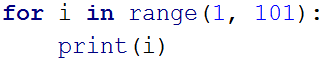 for i in range(1, 101):
    print(i)